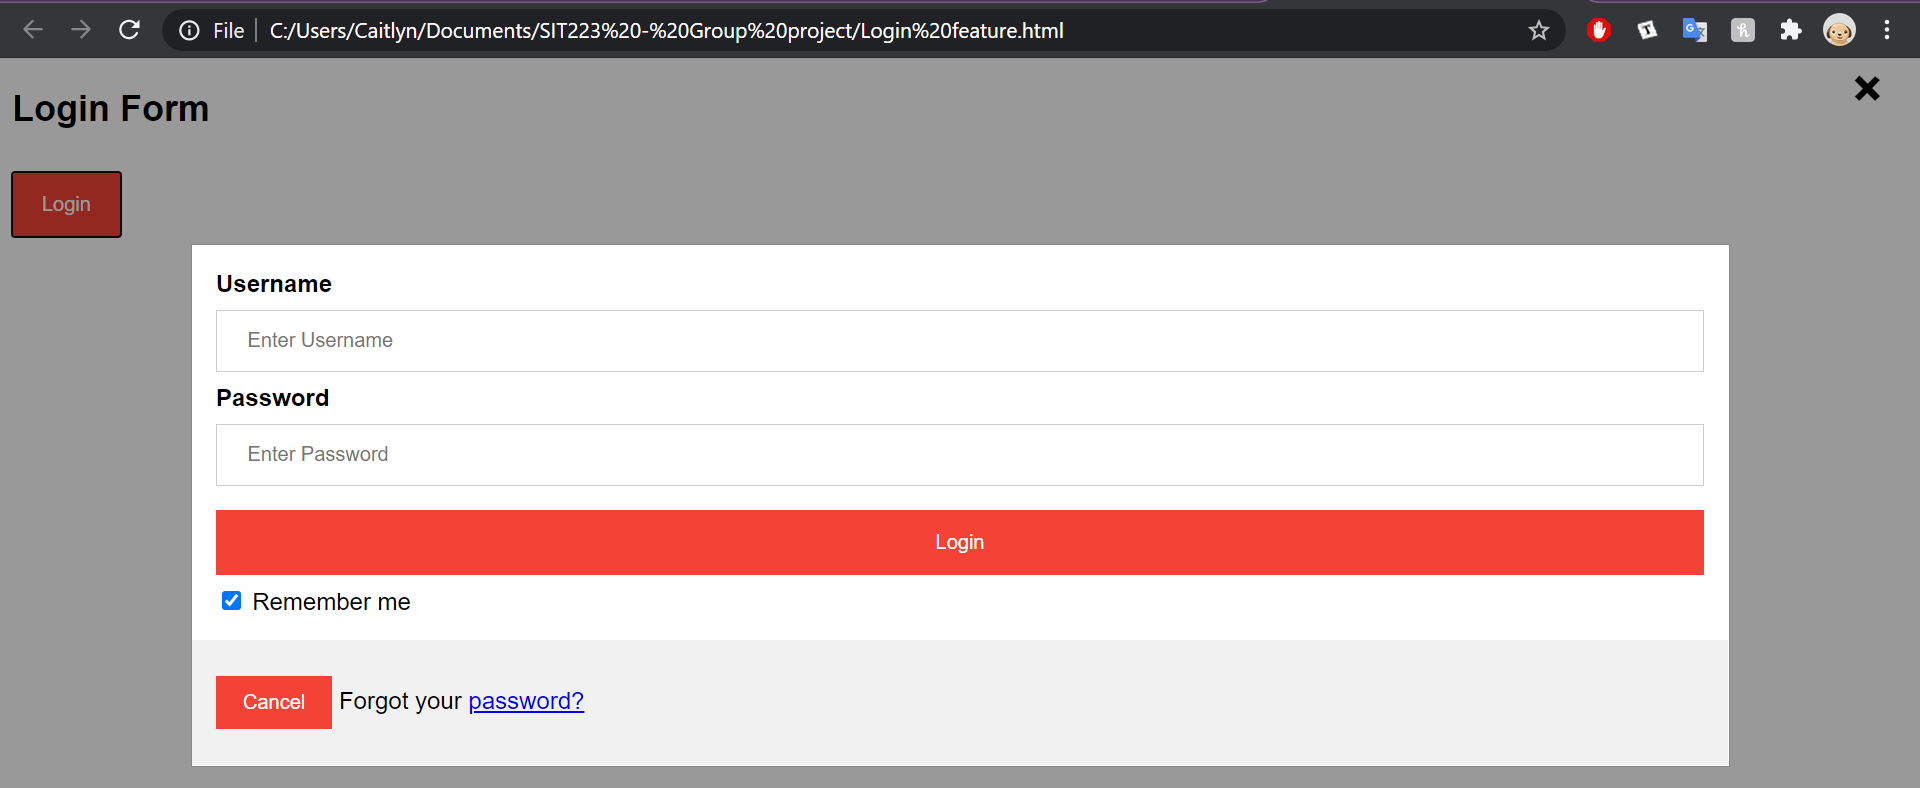 File C:/Users/Caitlyn/Documents/SIT223%20-%20Group%20project/Login%20feature.html
Login Form
Login
Username
Enter Username
Password
Enter Password
Login
Remember me
Cancel Forgot your password?